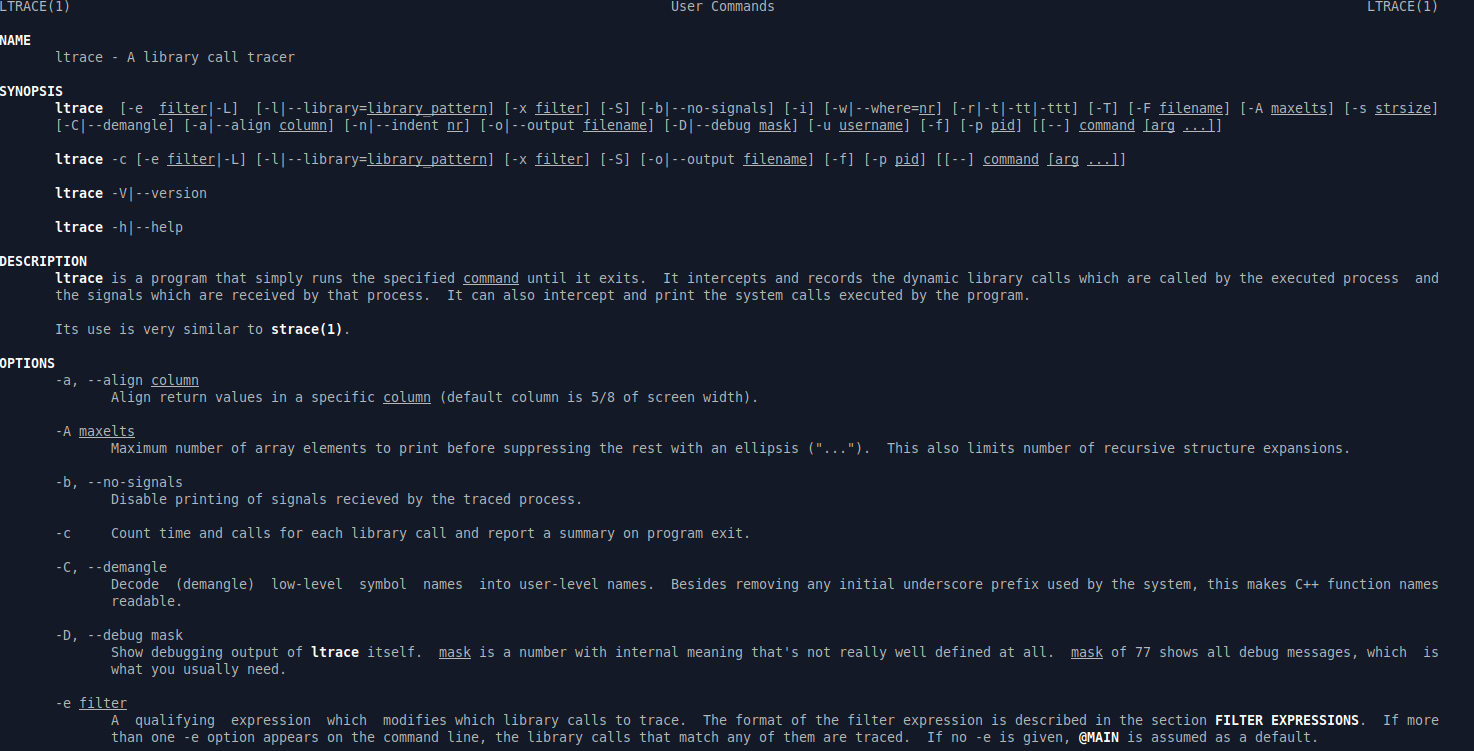 LTRACE(1) User Commands LTRACE(1)
NAME
ltrace - A library call tracer
SYNOPSIS
ltrace [-e filter|-L] [-l|--library=library_pattern] [-x filter] [-S] [-b|--no-signals] [-i] [-w|--where=nr] [-r|-t|-tt|-ttt] [-T] [-F filename] [-A maxelts] [-s strsize]
[-C|--demangle] [-a|--align column] [-n|--indent nr] [-o|--output filename] [-D|--debug mask] [-u username] [-f] [-p pid] [[--] command [arg ...]]
ltrace -c [-e filter|-L] [-l|--library=library_pattern] [-x filter] [-S] [-o|--output filename] [-f] [-p pid] [[--] command [arg ...]]
ltrace -V|--version
ltrace -h|--help
DESCRIPTION
ltrace is a program that simply runs the specified command until it exits. It intercepts and records the dynamic library calls which are called by the executed process and
the signals which are received by that process. It can also intercept and print the system calls executed by the program.
Its use is very similar to strace(1).
OPTIONS
-a, --align column
Align return values in a specific column (default column is 5/8 of screen width).
-A maxelts
Maximum number of array elements to print before suppressing the rest with an ellipsis ("..."). This also limits number of recursive structure expansions.
-b, --no-signals
Disable printing of signals recieved by the traced process.
-c Count time and calls for each library call and report a summary on program exit.
-C, --demangle
Decode (demangle) low-level symbol names into user-level names. Besides removing any initial underscore prefix used by the system, this makes C++ function names
readable.
-D, --debug mask
Show debugging output of ltrace itself. mask is a number with internal meaning that's not really well defined at all. mask of 77 shows all debug messages, which is
what you usually need.
-e filter
A qualifying expression which modifies which library calls to trace. The format of the filter expression is described in the section FILTER EXPRESSIONS. If more
than one -e option appears on the command line, the library calls that match any of them are traced. If no -e is given, @MAIN is assumed as a default.